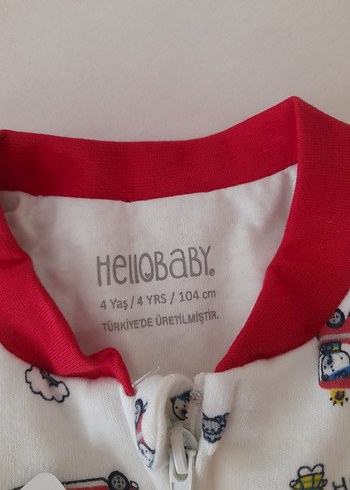 HelloBaby®
4 Yaş / 4 YRS / 104 cm
TÜRKİYE'DE ÜRETİLMİŞTİR.